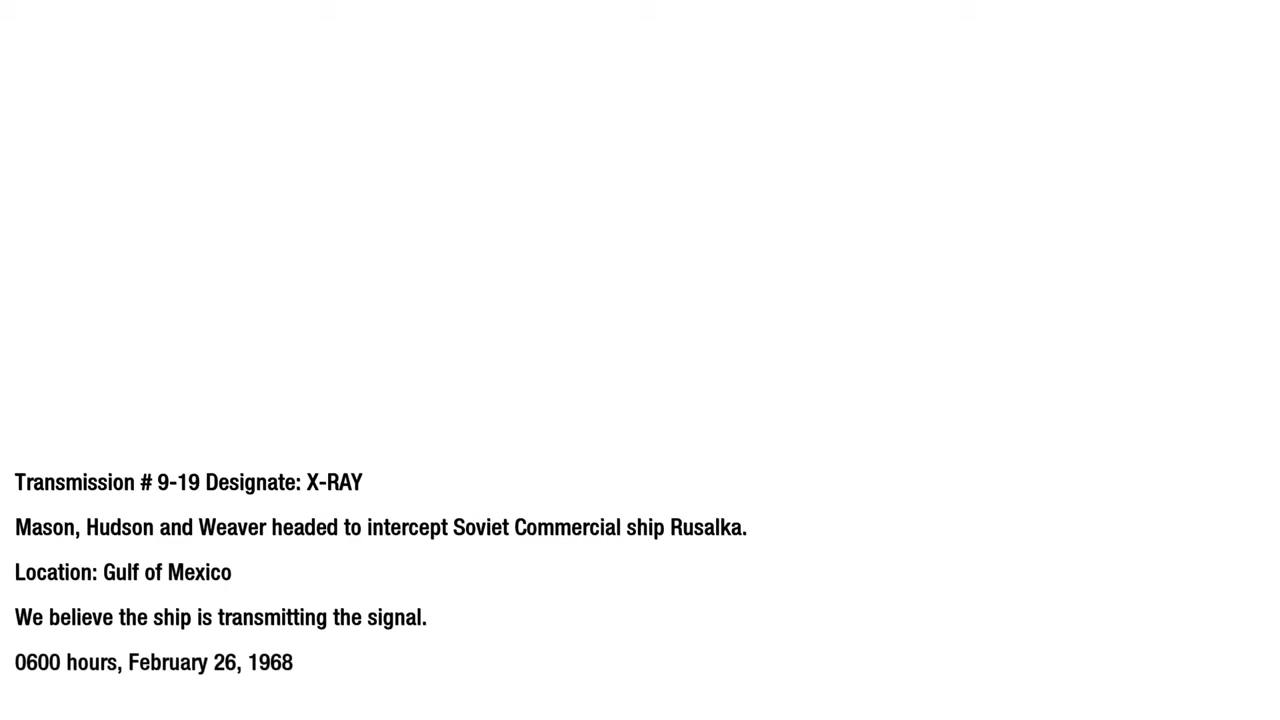 Transmission # 9-19 Designate: X-RAY
Mason, Hudson and Weaver headed to intercept Soviet Commercial ship Rusalka.
Location: Gulf of Mexico
We believe the ship is transmitting the signal.
0600 hours, February 26, 1968